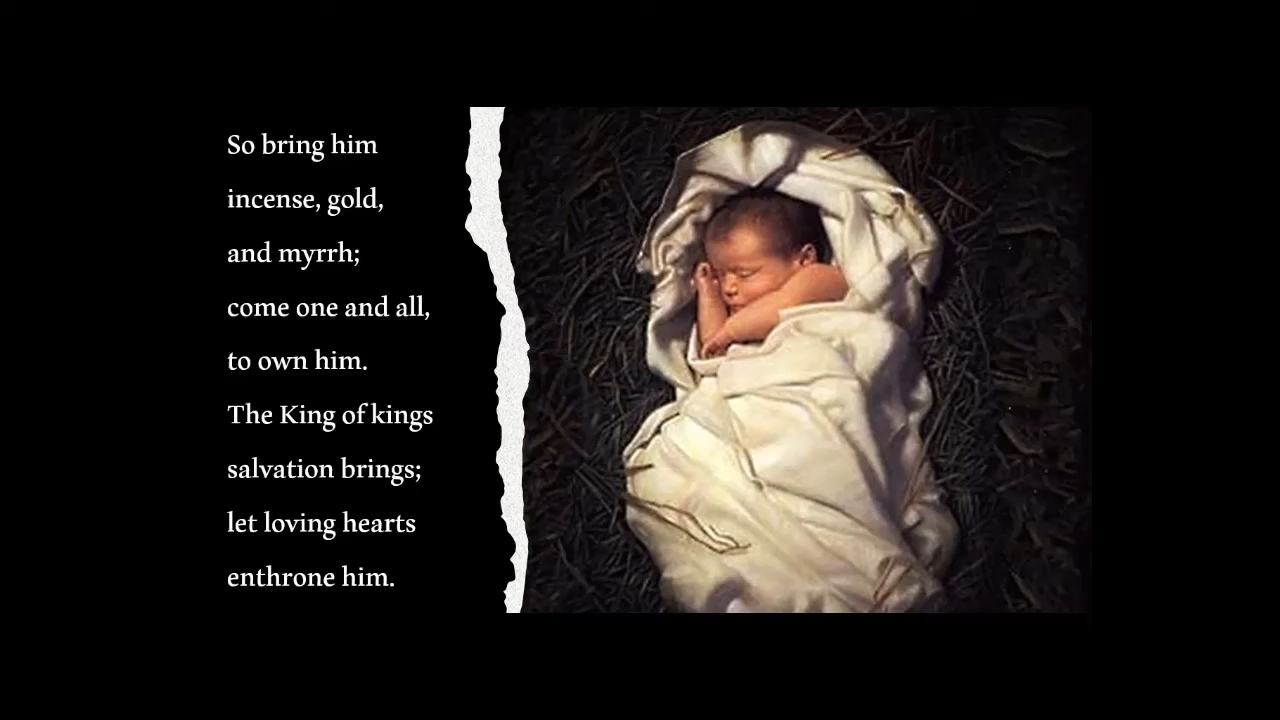 So bring him
incense, gold,
and myrrh;
come one and all,
to own him.
The King of kings
salvation brings;
let loving hearts
enthrone him.